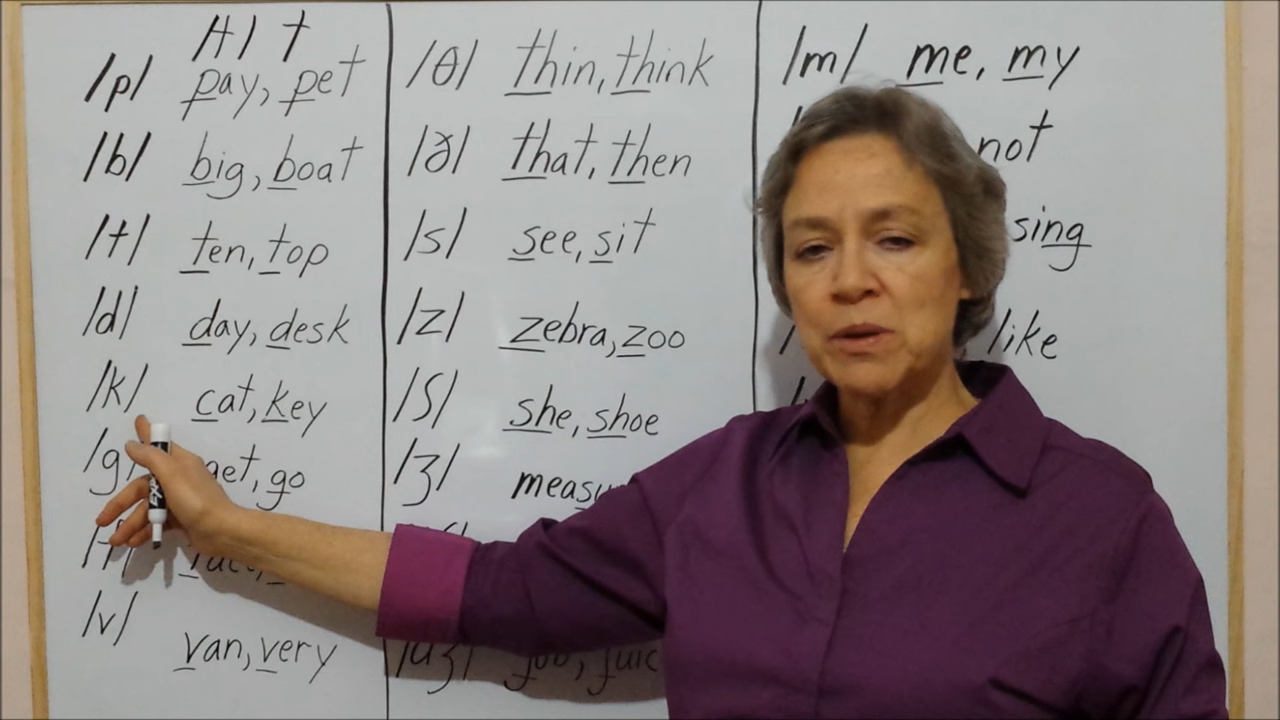 /t/ t
/p/ pay, pet
/b/ big, boat
/t/ ten, top
/d/ day, desk
/k/ cat, key
/g/ get, go
/v/ van, very
/θ/ thin, think
/ð/ that, then
/s/ see, sit
/z/ zebra, zoo
/ʃ/ she, shoe
/ʒ/
/m/ me, my
not
sing
like